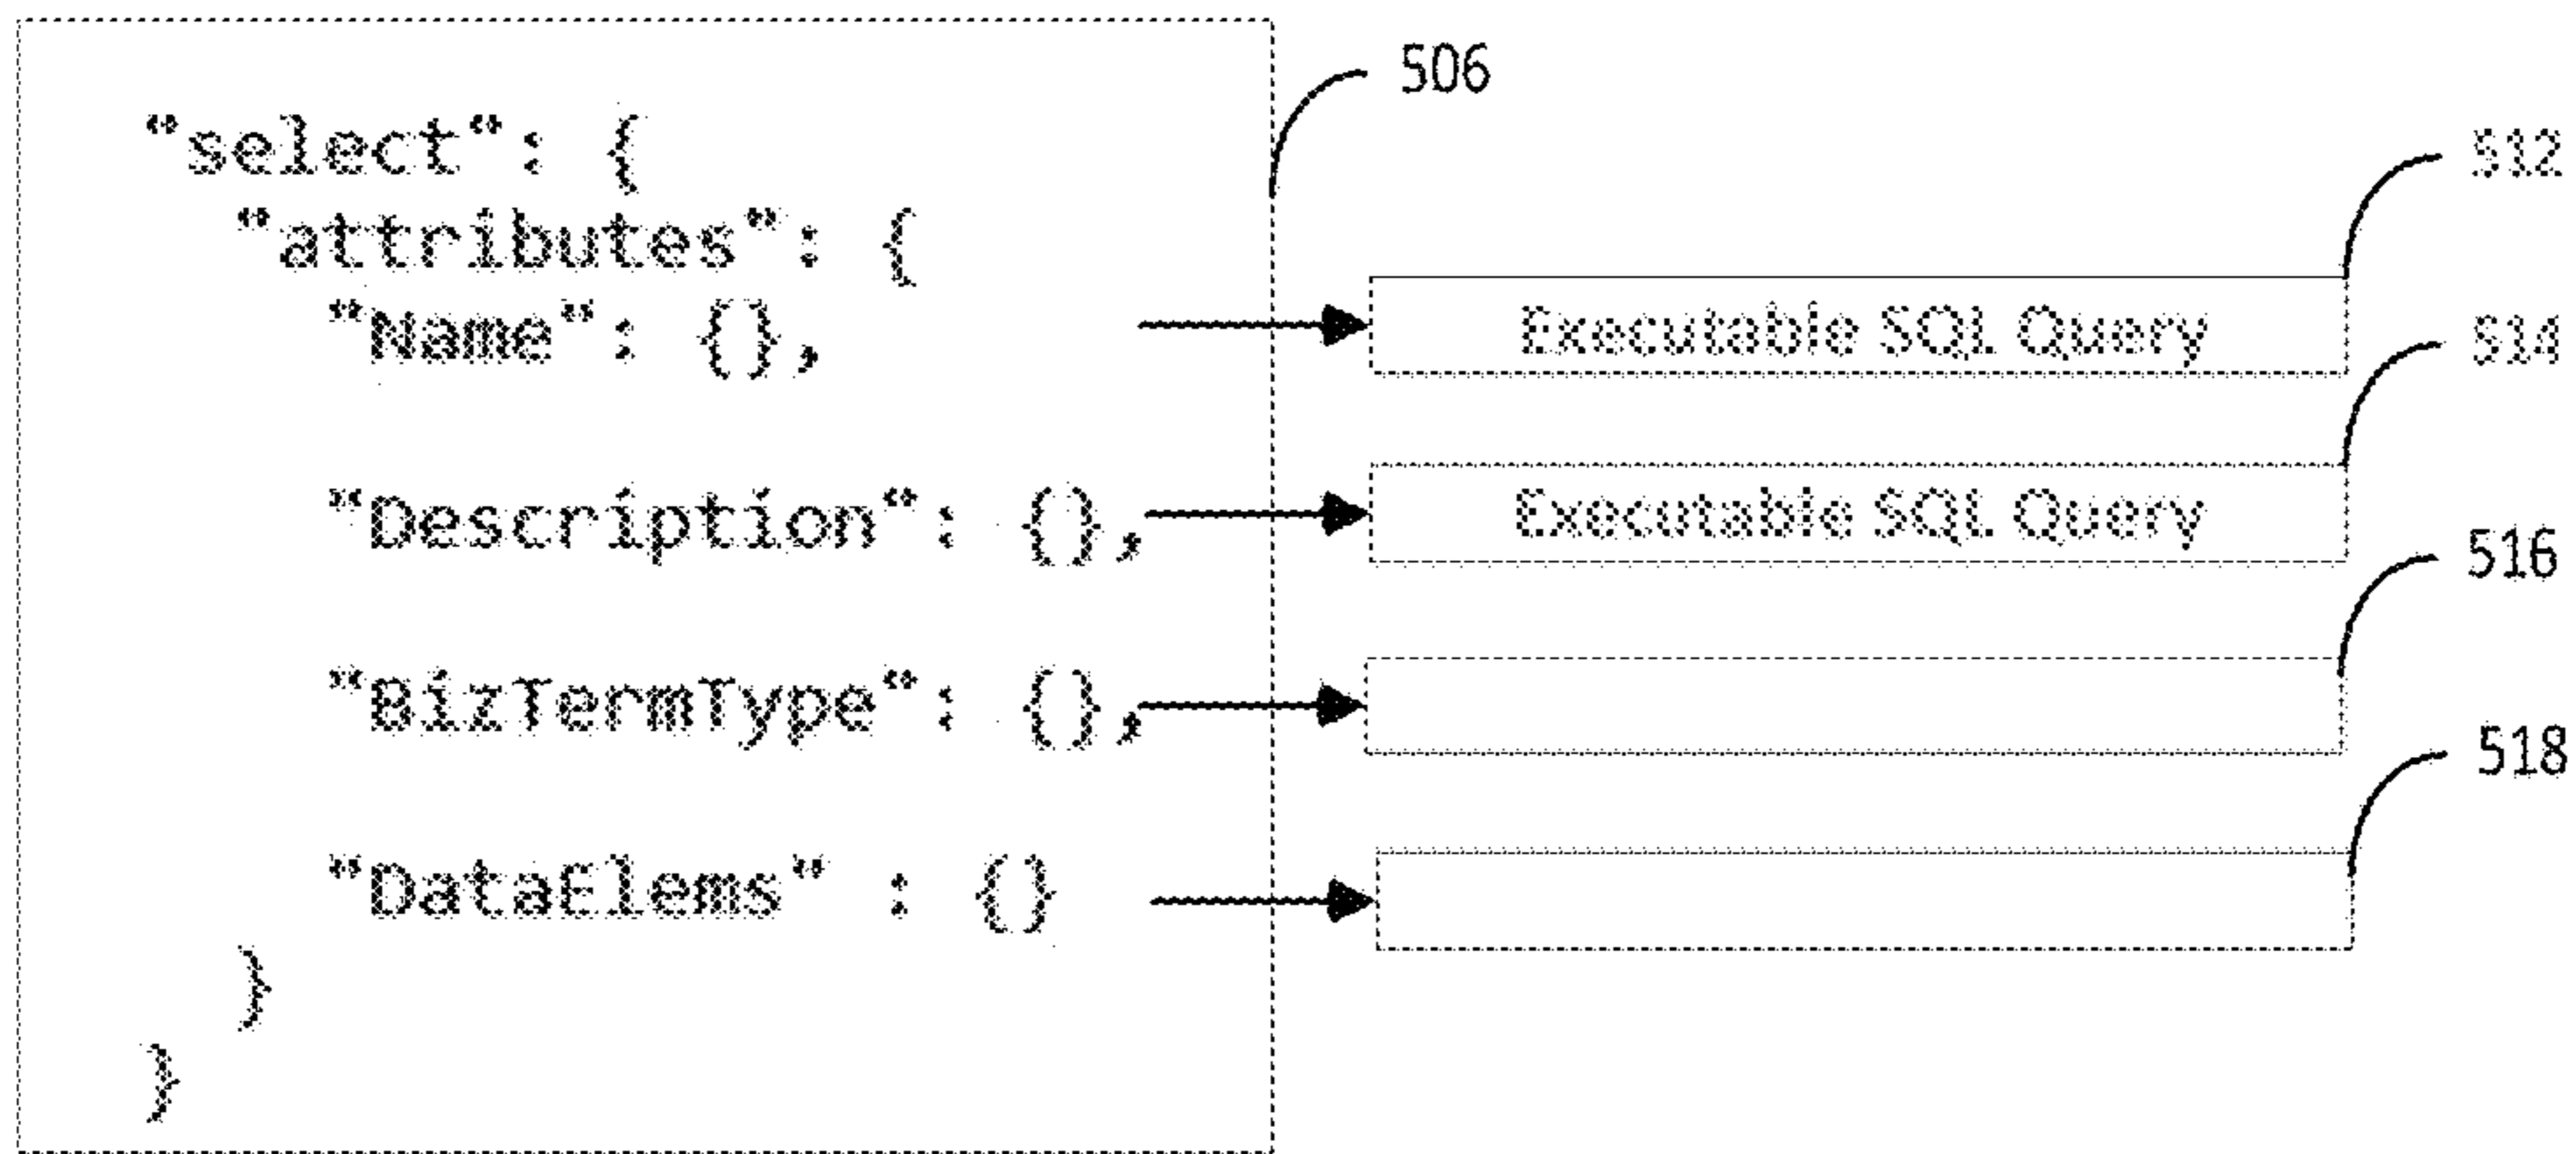 506
"select": {
512
"attributes": {
"Name": {},
Executable SQL Query
514
"Description": {},
Executable SQL Query
516
"BizTermType": {},
518
"DataElems" : {}
}
}